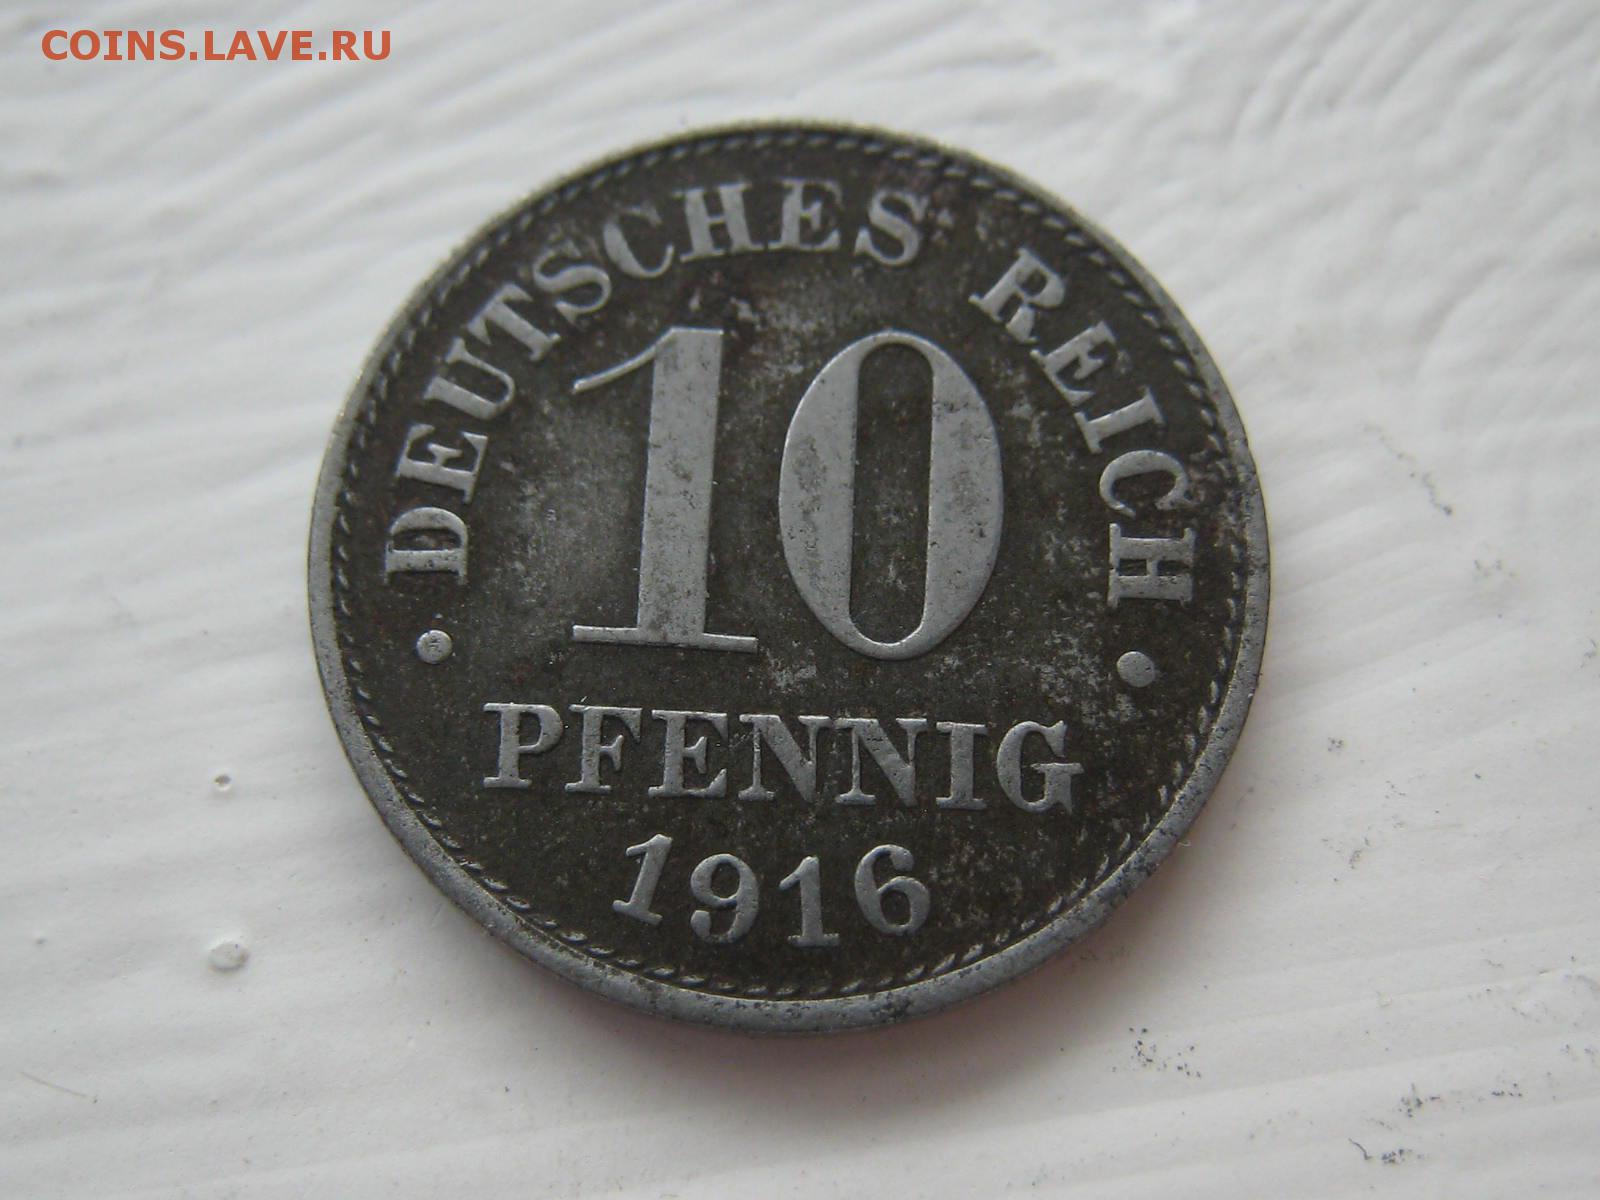 COINS.LAVE.RU
• DEUTSCHES REICH •
10
PFENNIG
1916